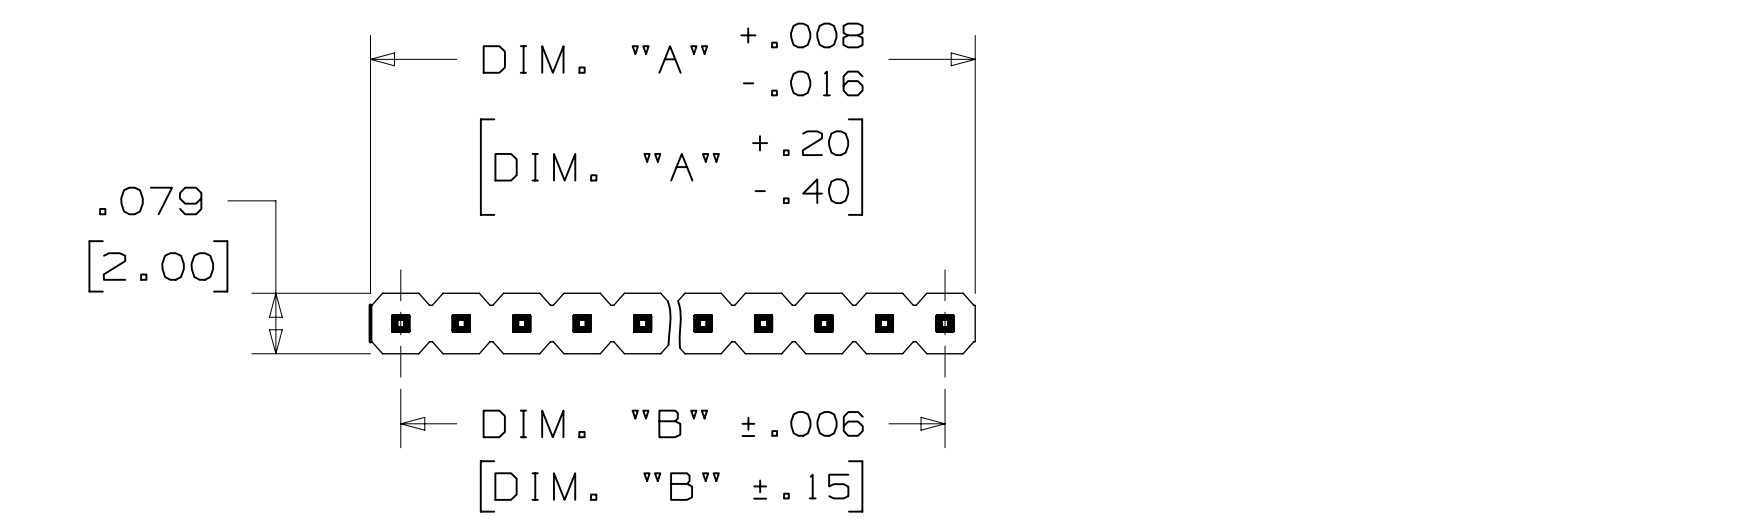 DIM. "A" +.008
-.016
[DIM. "A" +.20
-.40]
.079
[2.00]
DIM. "B" ±.006
[DIM. "B" ±.15]